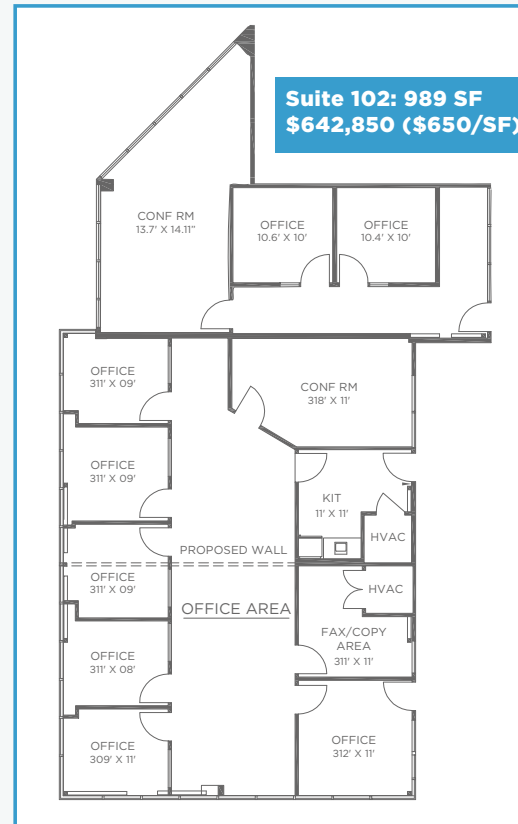 Suite 102: 989 SF
$642,850 ($650/SF)
CONF RM
13.7' X 14.11"
OFFICE
10.6' X 10'
OFFICE
10.4' X 10'
OFFICE
311' X 09'
CONF RM
318' X 11'
OFFICE
311' X 09'
KIT
11' X 11'
HVAC
PROPOSED WALL
OFFICE
311' X 09'
HVAC
OFFICE AREA
FAX/COPY
AREA
311' X 11'
OFFICE
311' X 08'
OFFICE
309' X 11'
OFFICE
312' X 11'